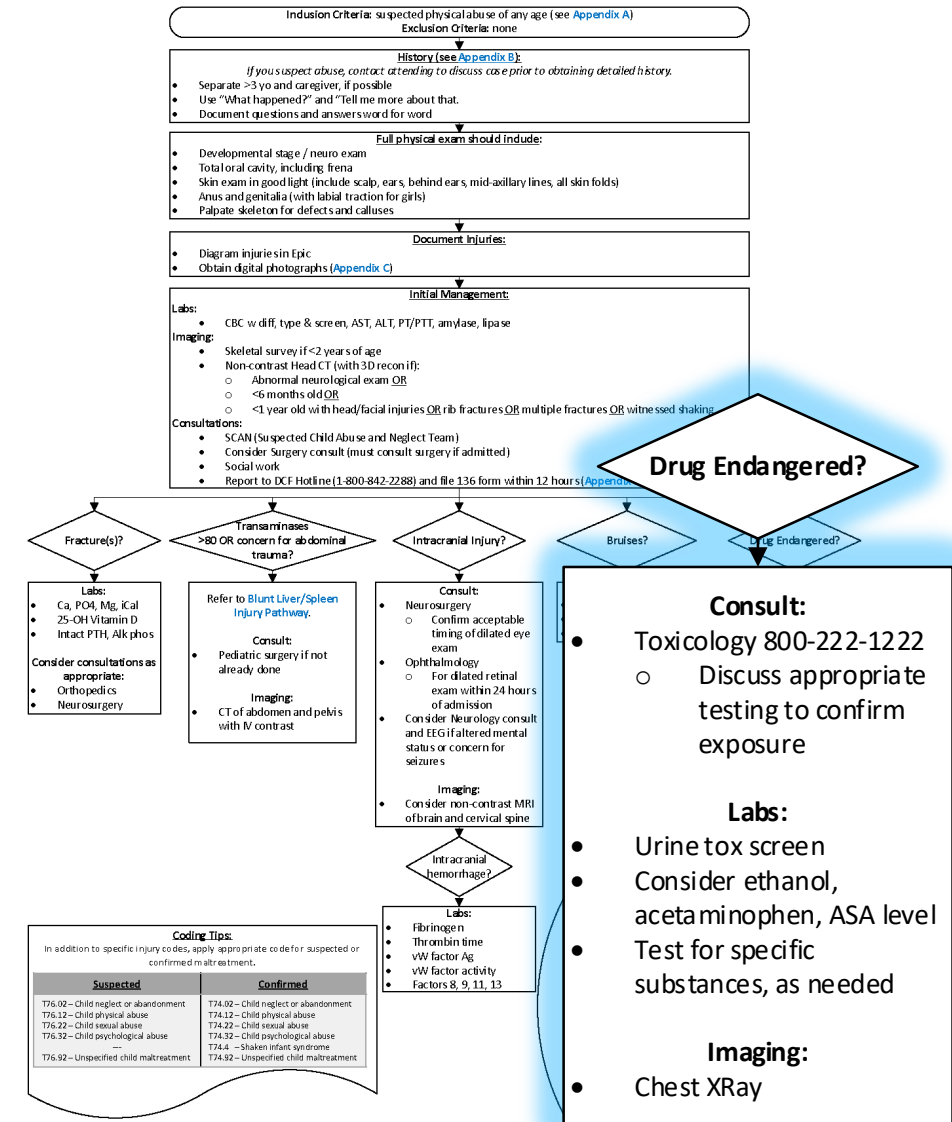 Inclusion Criteria: suspected physical abuse of any age (see Appendix A)
Exclusion Criteria: none
History (see Appendix B):
If you suspect abuse, contact attending to discuss case prior to obtaining detailed history.
• Separate >3 yo and caregiver, if possible
• Use “What happened?” and “Tell me more about that.
• Document questions and answers word for word
Full physical exam should include:
• Developmental stage / neuro exam
• Total oral cavity, including frena
• Skin exam in good light (include scalp, ears, behind ears, mid-axillary lines, all skin folds)
• Anus and genitalia (with labial traction for girls)
• Palpate skeleton for defects and calluses
Document Injuries:
• Diagram injuries in Epic
• Obtain digital photographs (Appendix C)
Initial Management:
Labs:
• CBC w diff, type & screen, AST, ALT, PT/PTT, amylase, lipase
Imaging:
• Skeletal survey if <2 years of age
• Non-contrast Head CT (with 3D recon if):
o Abnormal neurological exam OR
o <6 months old OR
o <1 year old with head/facial injuries OR rib fractures OR multiple fractures OR witnessed shaking
Consultations:
• SCAN (Suspected Child Abuse and Neglect Team)
• Consider Surgery consult (must consult surgery if admitted)
• Social work
• Report to DCF Hotline (1-800-842-2288) and file 136 form within 12 hours (Appendix
Fracture(s)?
Labs:
• Ca, PO4, Mg, iCal
• 25-OH Vitamin D
• Intact PTH, Alk phos
Consider consultations as
appropriate:
• Orthopedics
• Neurosurgery
Transaminases
>80 OR concern for abdominal
trauma?
Refer to Blunt Liver/Spleen
Injury Pathway.
Consult:
• Pediatric surgery if not
already done
Imaging:
• CT of abdomen and pelvis
with IV contrast
Intracranial Injury?
Consult:
• Neurosurgery
o Confirm acceptable
timing of dilated eye
exam
• Ophthalmology
o For dilated retinal
exam within 24 hours
of admission
• Consider Neurology consult
and EEG if altered mental
status or concern for
seizures
Imaging:
• Consider non-contrast MRI
of brain and cervical spine
Intracranial
hemorrhage?
Labs:
• Fibrinogen
• Thrombin time
• vW factor Ag
• vW factor activity
• Factors 8, 9, 11, 13
Bruises?
Drug Endangered?
Drug Endangered?
Consult:
• Toxicology 800-222-1222
o Discuss appropriate
testing to confirm
exposure
Labs:
• Urine tox screen
• Consider ethanol,
acetaminophen, ASA level
• Test for specific
substances, as needed
Imaging:
• Chest XRay
Coding Tips:
In addition to specific injury codes, apply appropriate code for suspected or
confirmed maltreatment.
Suspected Confirmed
T76.02 – Child neglect or abandonment T74.02 – Child neglect or abandonment
T76.12 – Child physical abuse T74.12 – Child physical abuse
T76.22 – Child sexual abuse T74.22 – Child sexual abuse
T76.32 – Child psychological abuse T74.32 – Child psychological abuse
--- T74.4 – Shaken infant syndrome
T76.92 – Unspecified child maltreatment T74.92 – Unspecified child maltreatment